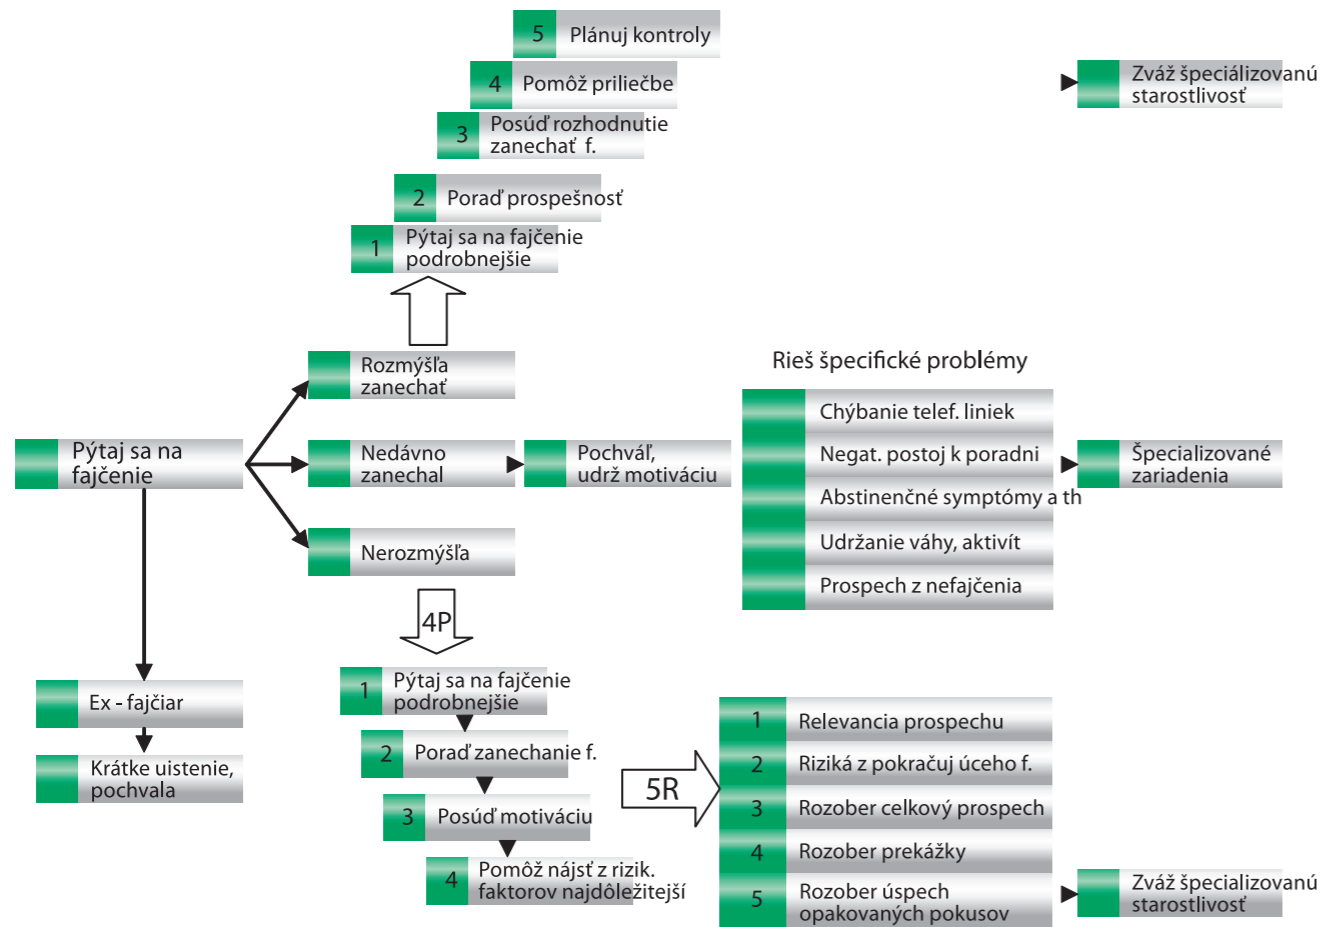 5 Plánuj kontroly
4 Pomôž priliečbe
3 Posúď rozhodnutie
zanechať f.
2 Poraď prospešnosť
1 Pýtaj sa na fajčenie
podrobnejšie
Zváž špeciálizovanú
starostlivosť
Rozmýšľa
zanechať
Pýtaj sa na
fajčenie
Nedávno
zanechal
Pochváľ,
udrž motiváciu
Nerozmýšľa
Rieš špecifické problémy
Chýbanie telef. liniek
Negat. postoj k poradni
Abstinenčné symptómy a th
Udržanie váhy, aktivít
Prospech z nefajčenia
Špecializované
zariadenia
Ex - fajčiar
Krátke uistenie,
pochvala
4P
1 Pýtaj sa na fajčenie
podrobnejšie
2 Poraď zanechanie f.
3 Posúď motiváciu
4 Pomôž nájsť z rizik.
faktorov najdôležitejší
5R
1 Relevancia prospechu
2 Riziká z pokračuj úceho f.
3 Rozober celkový prospech
4 Rozober prekážky
5 Rozober úspech
opakovaných pokusov
Zváž špecializovanú
starostlivosť